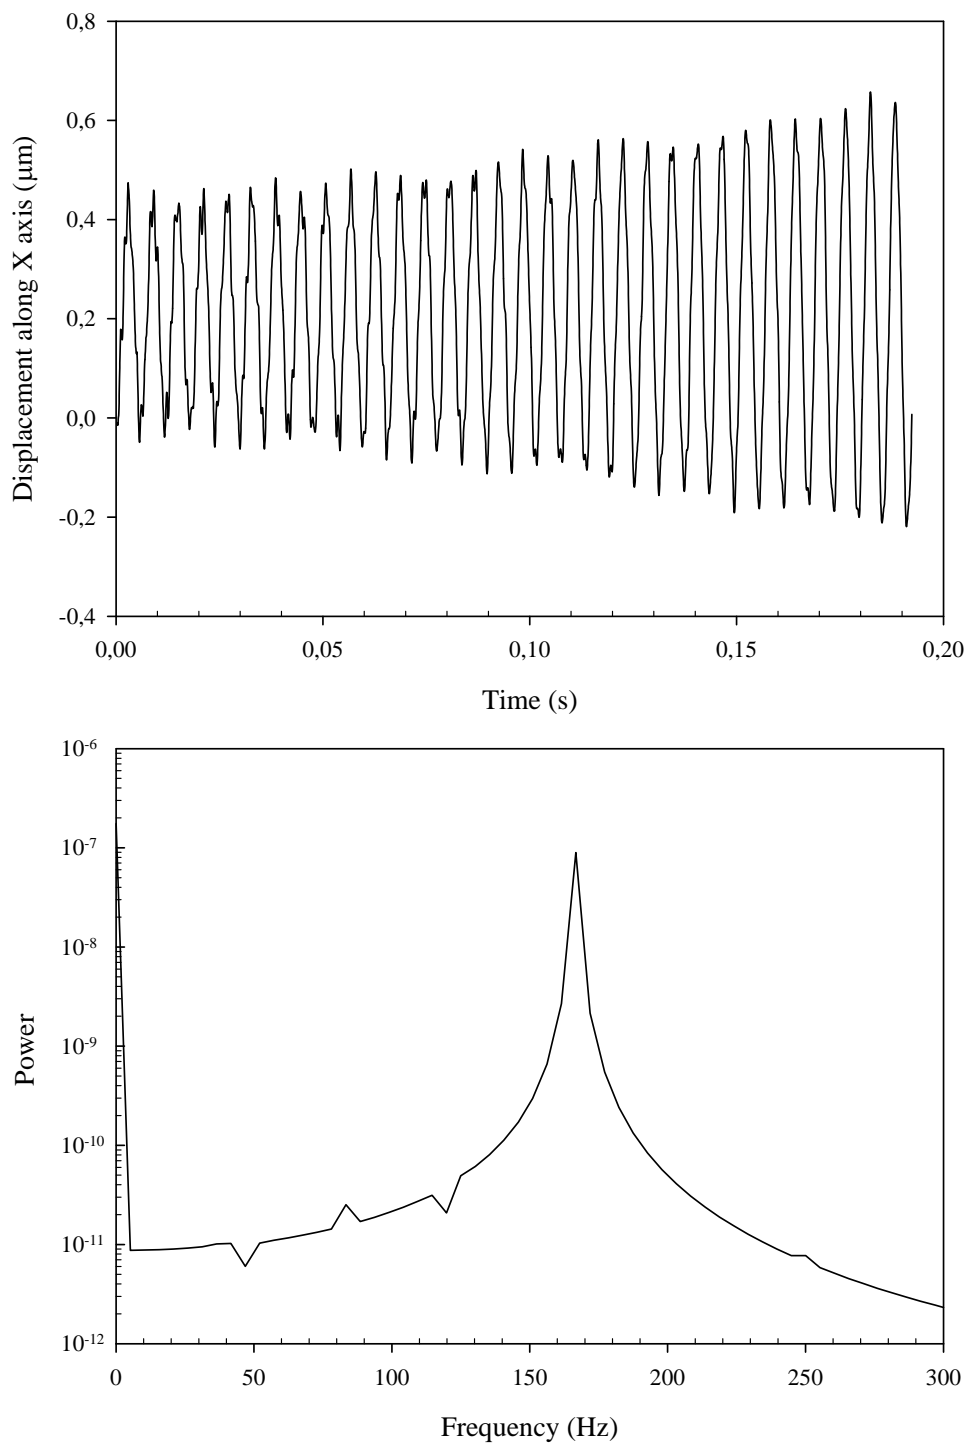 0,8
0,6
0,4
0,2
0,0
-0,2
-0,4
Displacement along X axis (µm)
0,00 0,05 0,10 0,15 0,20
Time (s)
10⁻⁶
10⁻⁷
10⁻⁸
10⁻⁹
10⁻¹⁰
10⁻¹¹
10⁻¹²
Power
0 50 100 150 200 250 300
Frequency (Hz)